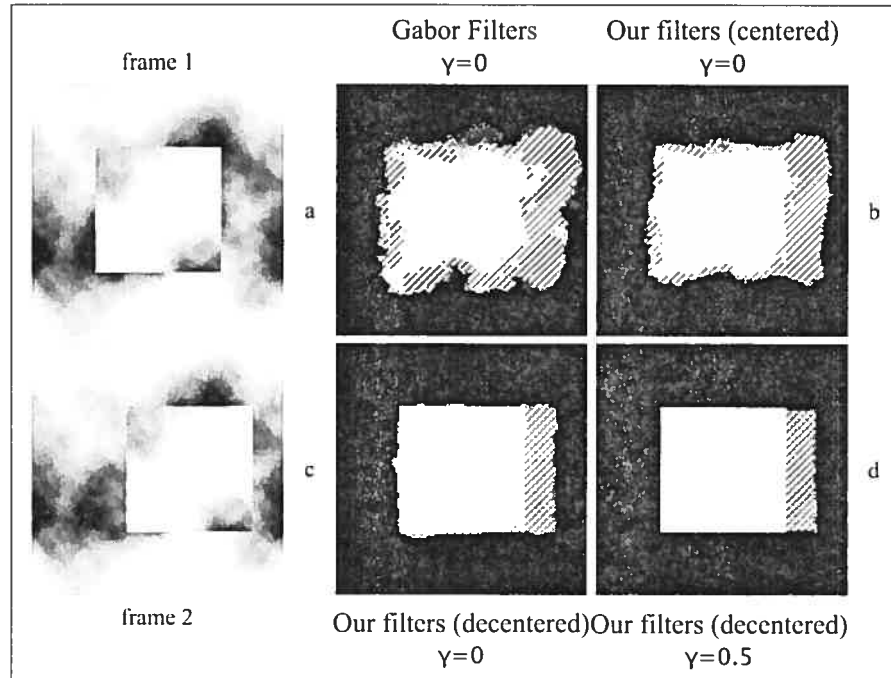 Gabor Filters
γ=0
Our filters (centered)
γ=0
frame 1
a
b
c
d
frame 2
Our filters (decentered)
γ=0
Our filters (decentered)
γ=0.5